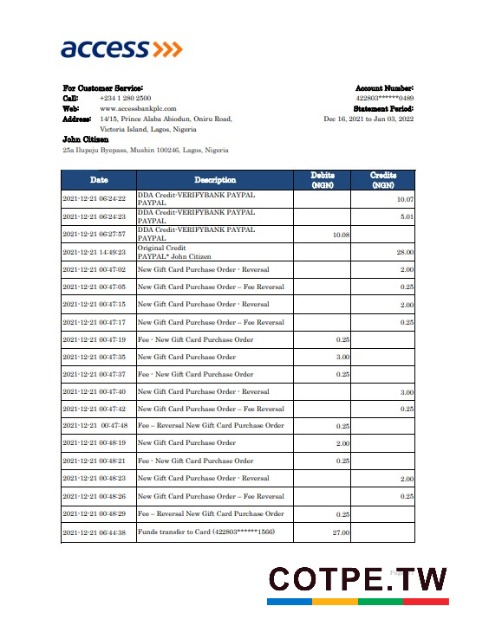 access
For Customer Service:
Call: +234 1 280 2500
Web: www.accessbankplc.com
Address: 14/15, Prince Alaba Abiodun, Oniru Road,
Victoria Island, Lagos, Nigeria
John Citizen
25a Ilupeju Byepass, Mushin 100246, Lagos, Nigeria
Account Number:
422803******0489
Statement Period:
Dec 16, 2021 to Jan 03, 2022
Date Description Debits (NGN) Credits (NGN)
2021-12-21 06:24:22 DDA Credit-VERIFYBANK PAYPAL PAYPAL 10.07
2021-12-21 06:24:23 DDA Credit-VERIFYBANK PAYPAL PAYPAL 5.01
2021-12-21 06:27:57 DDA Credit-VERIFYBANK PAYPAL PAYPAL 10.08
2021-12-21 14:49:23 Original Credit PAYPAL* John Citizen 28.00
2021-12-21 00:47:02 New Gift Card Purchase Order - Reversal 2.00
2021-12-21 00:47:05 New Gift Card Purchase Order – Fee Reversal 0.25
2021-12-21 00:47:15 New Gift Card Purchase Order - Reversal 2.00
2021-12-21 00:47:17 New Gift Card Purchase Order – Fee Reversal 0.25
2021-12-21 00:47:19 Fee - New Gift Card Purchase Order 0.25
2021-12-21 00:47:35 New Gift Card Purchase Order 3.00
2021-12-21 00:47:37 Fee - New Gift Card Purchase Order 0.25
2021-12-21 00:47:40 New Gift Card Purchase Order - Reversal 3.00
2021-12-21 00:47:42 New Gift Card Purchase Order – Fee Reversal 0.25
2021-12-21 00:47:48 Fee – Reversal New Gift Card Purchase Order 0.25
2021-12-21 00:48:19 New Gift Card Purchase Order 2.00
2021-12-21 00:48:21 Fee - New Gift Card Purchase Order 0.25
2021-12-21 00:48:23 New Gift Card Purchase Order - Reversal 2.00
2021-12-21 00:48:26 New Gift Card Purchase Order – Fee Reversal 0.25
2021-12-21 00:48:29 Fee – Reversal New Gift Card Purchase Order 0.25
2021-12-21 06:44:38 Funds transfer to Card (422803******1566) 27.00
COTPE.TW